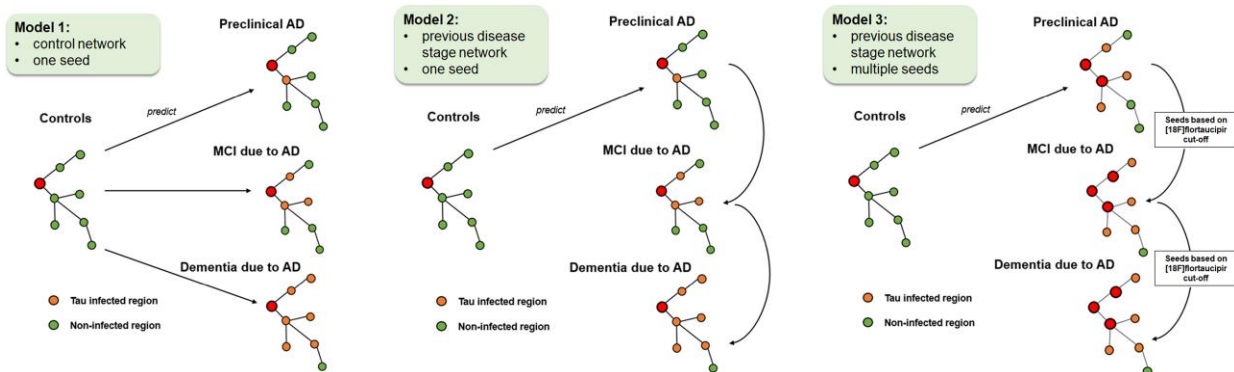 Model 1:
• control network
• one seed
Preclinical AD
predict
Controls
MCI due to AD
Dementia due to AD
Tau infected region
Non-infected region
Model 2:
• previous disease
stage network
• one seed
Preclinical AD
predict
Controls
MCI due to AD
Dementia due to AD
Tau infected region
Non-infected region
Model 3:
• previous disease
stage network
• multiple seeds
Preclinical AD
predict
Controls
Seeds based on
[18F]flortaucipir
cut-off
MCI due to AD
Seeds based on
[18F]flortaucipir
cut-off
Dementia due to AD
Tau infected region
Non-infected region